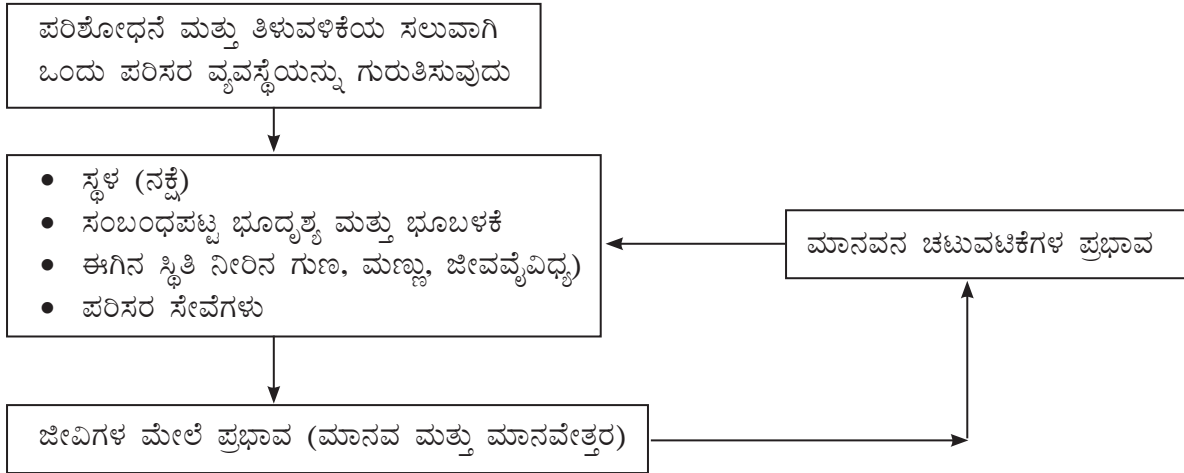 ಪರಿಶೋಧನೆ ಮತ್ತು ತಿಳುವಳಿಕೆಯ ಸಲುವಾಗಿ
ಒಂದು ಪರಿಸರ ವ್ಯವಸ್ಥೆಯನ್ನು ಗುರುತಿಸುವುದು
• ಸ್ಥಳ (ನಕ್ಷೆ)
• ಸಂಬಂಧಪಟ್ಟ ಭೂದೃಶ್ಯ ಮತ್ತು ಭೂಬಳಕೆ
• ಈಗಿನ ಸ್ಥಿತಿ ನೀರಿನ ಗುಣ, ಮಣ್ಣು, ಜೀವವೈವಿಧ್ಯ)
• ಪರಿಸರ ಸೇವೆಗಳು
ಮಾನವನ ಚಟುವಟಿಕೆಗಳ ಪ್ರಭಾವ
ಜೀವಿಗಳ ಮೇಲೆ ಪ್ರಭಾವ (ಮಾನವ ಮತ್ತು ಮಾನವೇತ್ತರ)